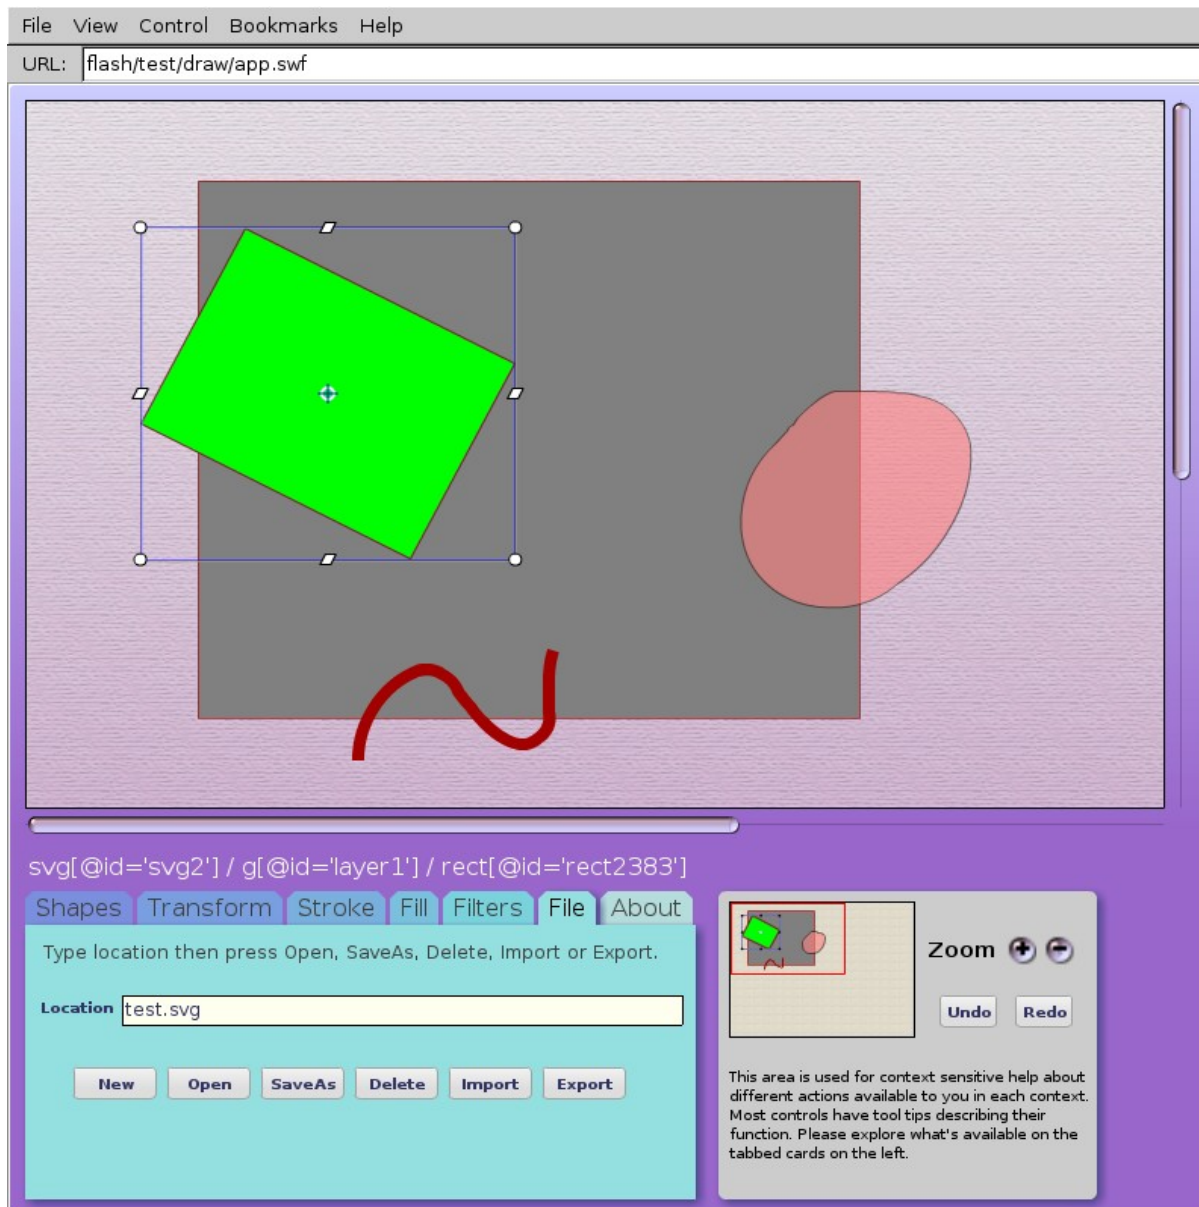 File View Control Bookmarks Help
URL: flash/test/draw/app.swf
svg[@id='svg2'] / g[@id='layer1'] / rect[@id='rect2383']
Shapes Transform Stroke Fill Filters File About
Type location then press Open, SaveAs, Delete, Import or Export.
Location test.svg
New Open SaveAs Delete Import Export
Zoom
Undo Redo
This area is used for context sensitive help about
different actions available to you in each context.
Most controls have tool tips describing their
function. Please explore what's available on the
tabbed cards on the left.